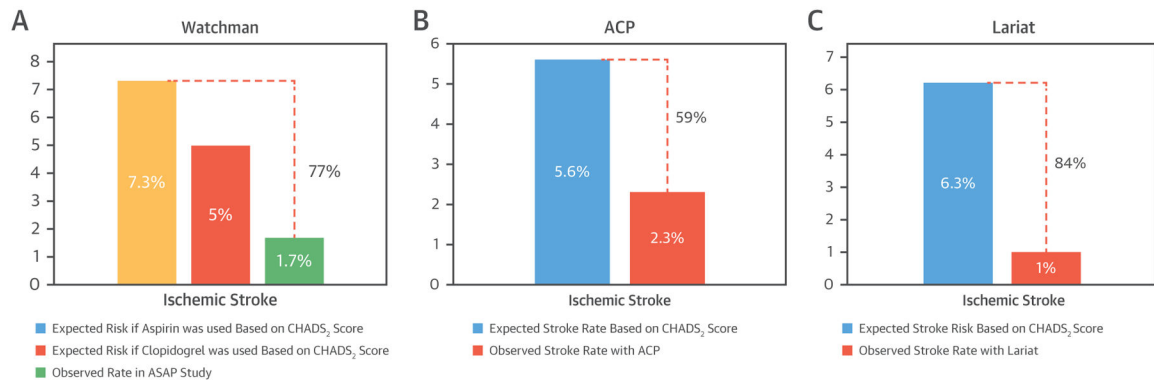 A
Watchman
8
7
6
5
4
3
2
1
0
7.3%
5%
1.7%
77%
Ischemic Stroke
Expected Risk if Aspirin was used Based on CHADS₂ Score
Expected Risk if Clopidogrel was used Based on CHADS₂ Score
Observed Rate in ASAP Study
B
ACP
6
5
4
3
2
1
0
5.6%
2.3%
59%
Ischemic Stroke
Expected Stroke Rate Based on CHADS₂ Score
Observed Stroke Rate with ACP
C
Lariat
7
6
5
4
3
2
1
0
6.3%
1%
84%
Ischemic Stroke
Expected Stroke Risk Based on CHADS₂ Score
Observed Stroke Rate with Lariat